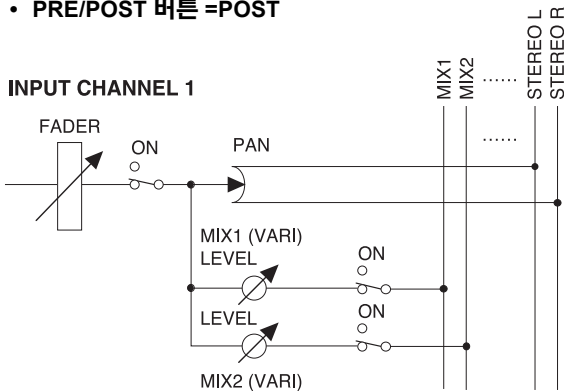 • PRE/POST 버튼 =POST
MIX1
MIX2
......
STEREO L
STEREO R
INPUT CHANNEL 1
......
FADER
ON
PAN
MIX1 (VARI)
LEVEL
ON
LEVEL
ON
MIX2 (VARI)